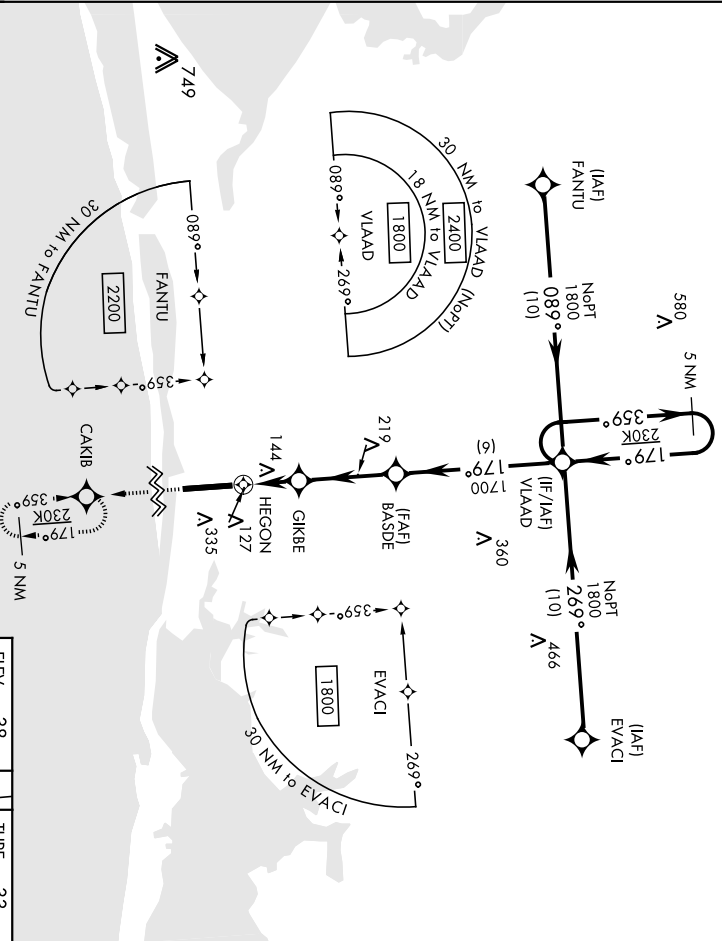 749
30 NM to VLAAD (NoPT)
2400
18 NM to VLAAD
1800
089°
VLAAD
269°
(IAF)
FANTU
NoPT
1800
089°
(10)
580
5 NM
359°
230K
179°
(IF/IAF)
VLAAD
NoPT
1800
269°
(10)
466
(IAF)
EVACI
1700
179°
(6)
360
(FAF)
BASDE
219
GIKBE
144
HEGON
127
335
089°
FANTU
2200
359°
30 NM to FANTU
CAKIB
359°
230K
179°
5 NM
359°
EVACI
269°
1800
30 NM to EVACI